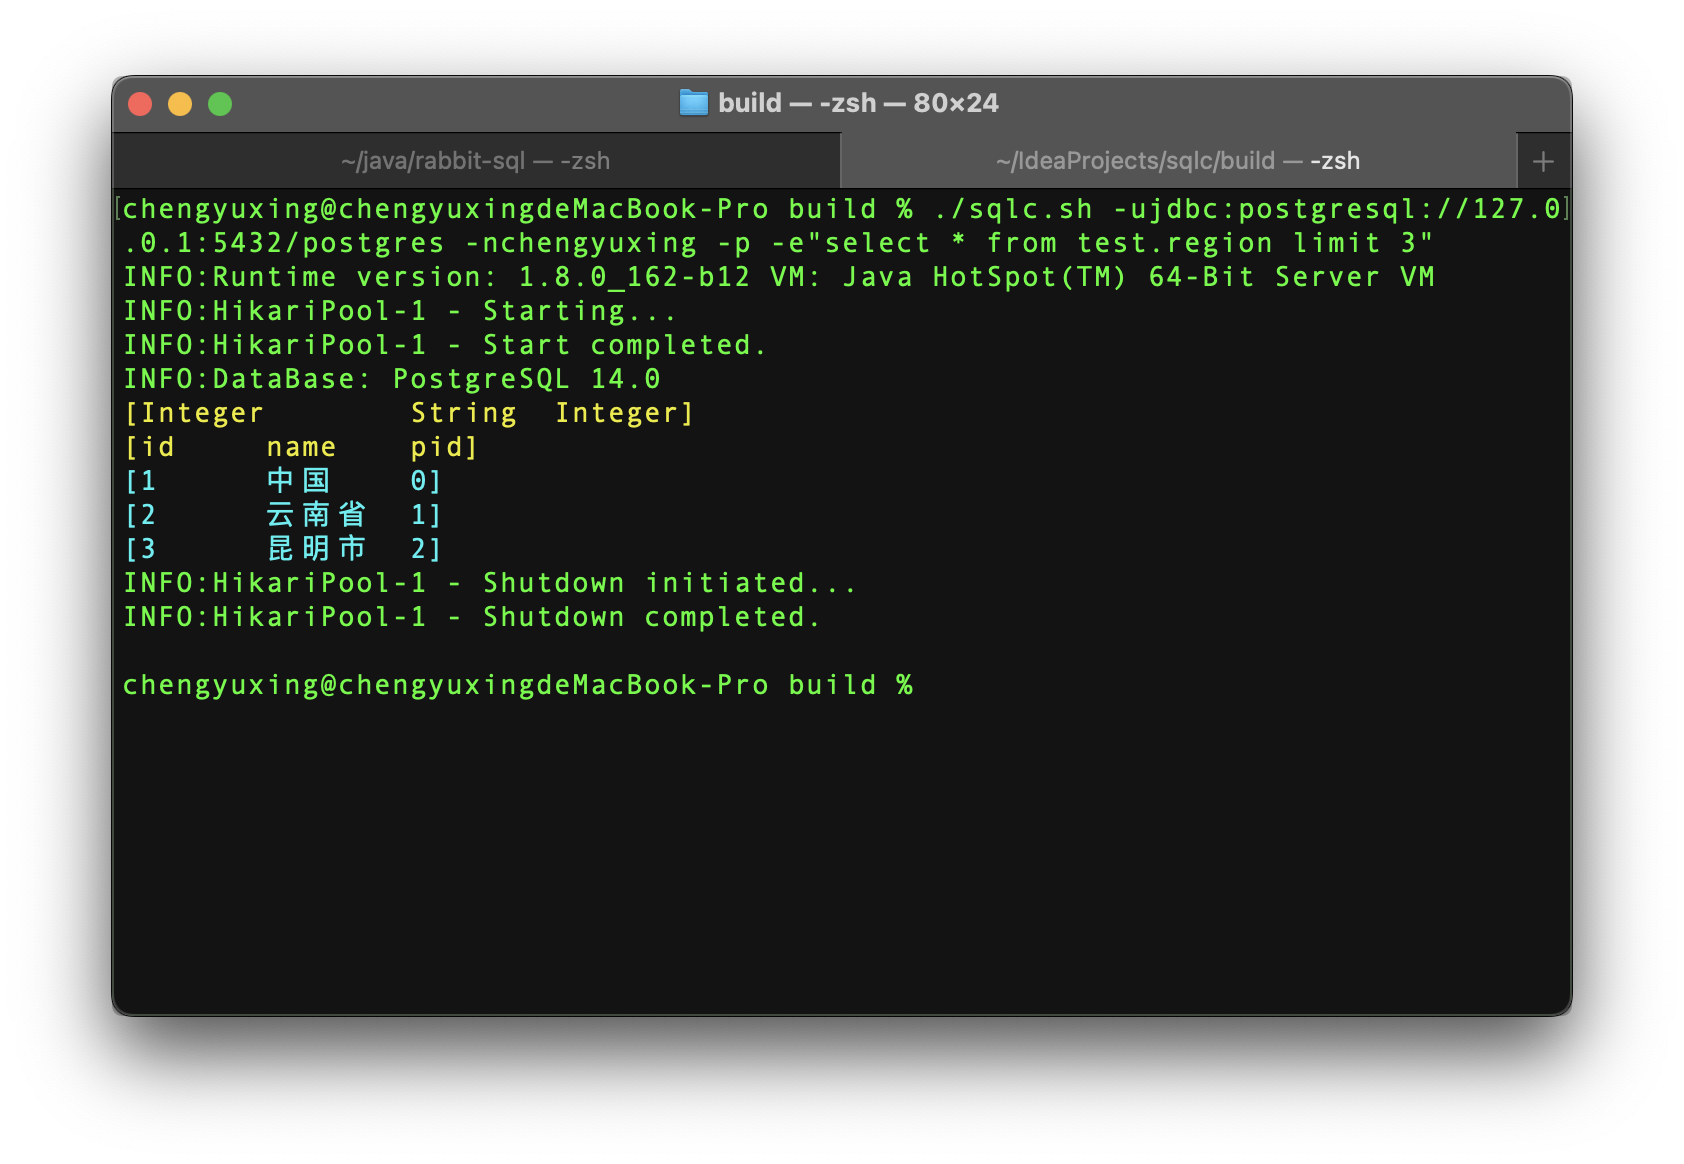 build — -zsh — 80×24
~/java/rabbit-sql — -zsh
~/IdeaProjects/sqlc/build — -zsh
+
[chengyuxing@chengyuxingdeMacBook-Pro build % ./sqlc.sh -ujdbc:postgresql://127.0]
.0.1:5432/postgres -nchengyuxing -p -e"select * from test.region limit 3"
INFO:Runtime version: 1.8.0_162-b12 VM: Java HotSpot(TM) 64-Bit Server VM
INFO:HikariPool-1 - Starting...
INFO:HikariPool-1 - Start completed.
INFO:DataBase: PostgreSQL 14.0
[Integer        String  Integer]
[id     name    pid]
[1      中国    0]
[2      云南省  1]
[3      昆明市  2]
INFO:HikariPool-1 - Shutdown initiated...
INFO:HikariPool-1 - Shutdown completed.
chengyuxing@chengyuxingdeMacBook-Pro build %